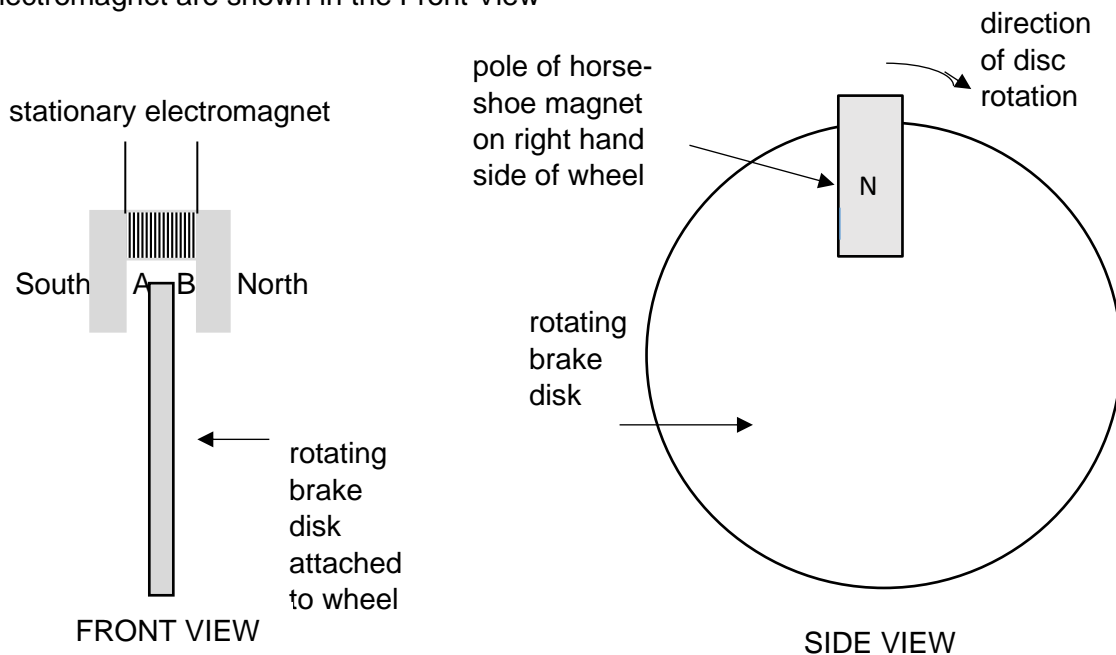 ectromagnet are shown in the Front View
stationary electromagnet
South
A
B
North
rotating
brake
disk
attached
to wheel
FRONT VIEW
pole of horse-
shoe magnet
on right hand
side of wheel
direction
of disc
rotation
N
rotating
brake
disk
SIDE VIEW